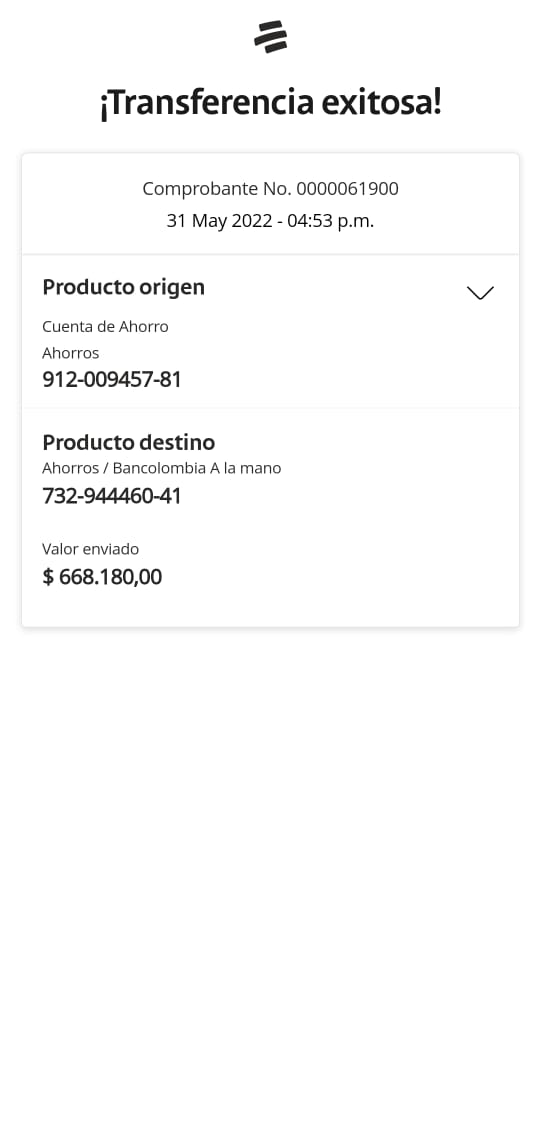 ¡Transferencia exitosa!
Comprobante No. 0000061900
31 May 2022 - 04:53 p.m.
Producto origen
Cuenta de Ahorro
Ahorros
912-009457-81
Producto destino
Ahorros / Bancolombia A la mano
732-944460-41
Valor enviado
$ 668.180,00